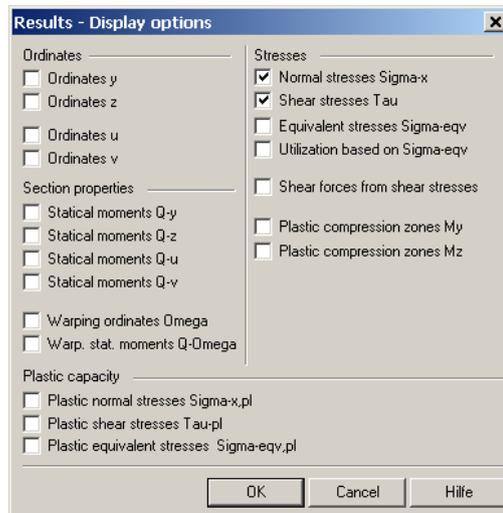 Results - Display options
Ordinates
Ordinates y
Ordinates z
Ordinates u
Ordinates v
Section properties
Statical moments Q-y
Statical moments Q-z
Statical moments Q-u
Statical moments Q-v
Warping ordinates Omega
Warp. stat. moments Q-Omega
Stresses
Normal stresses Sigma-x
Shear stresses Tau
Equivalent stresses Sigma-eqv
Utilization based on Sigma-eqv
Shear forces from shear stresses
Plastic compression zones My
Plastic compression zones Mz
Plastic capacity
Plastic normal stresses Sigma-x,pl
Plastic shear stresses Tau-pl
Plastic equivalent stresses Sigma-eqv,pl
OK
Cancel
Hilfe